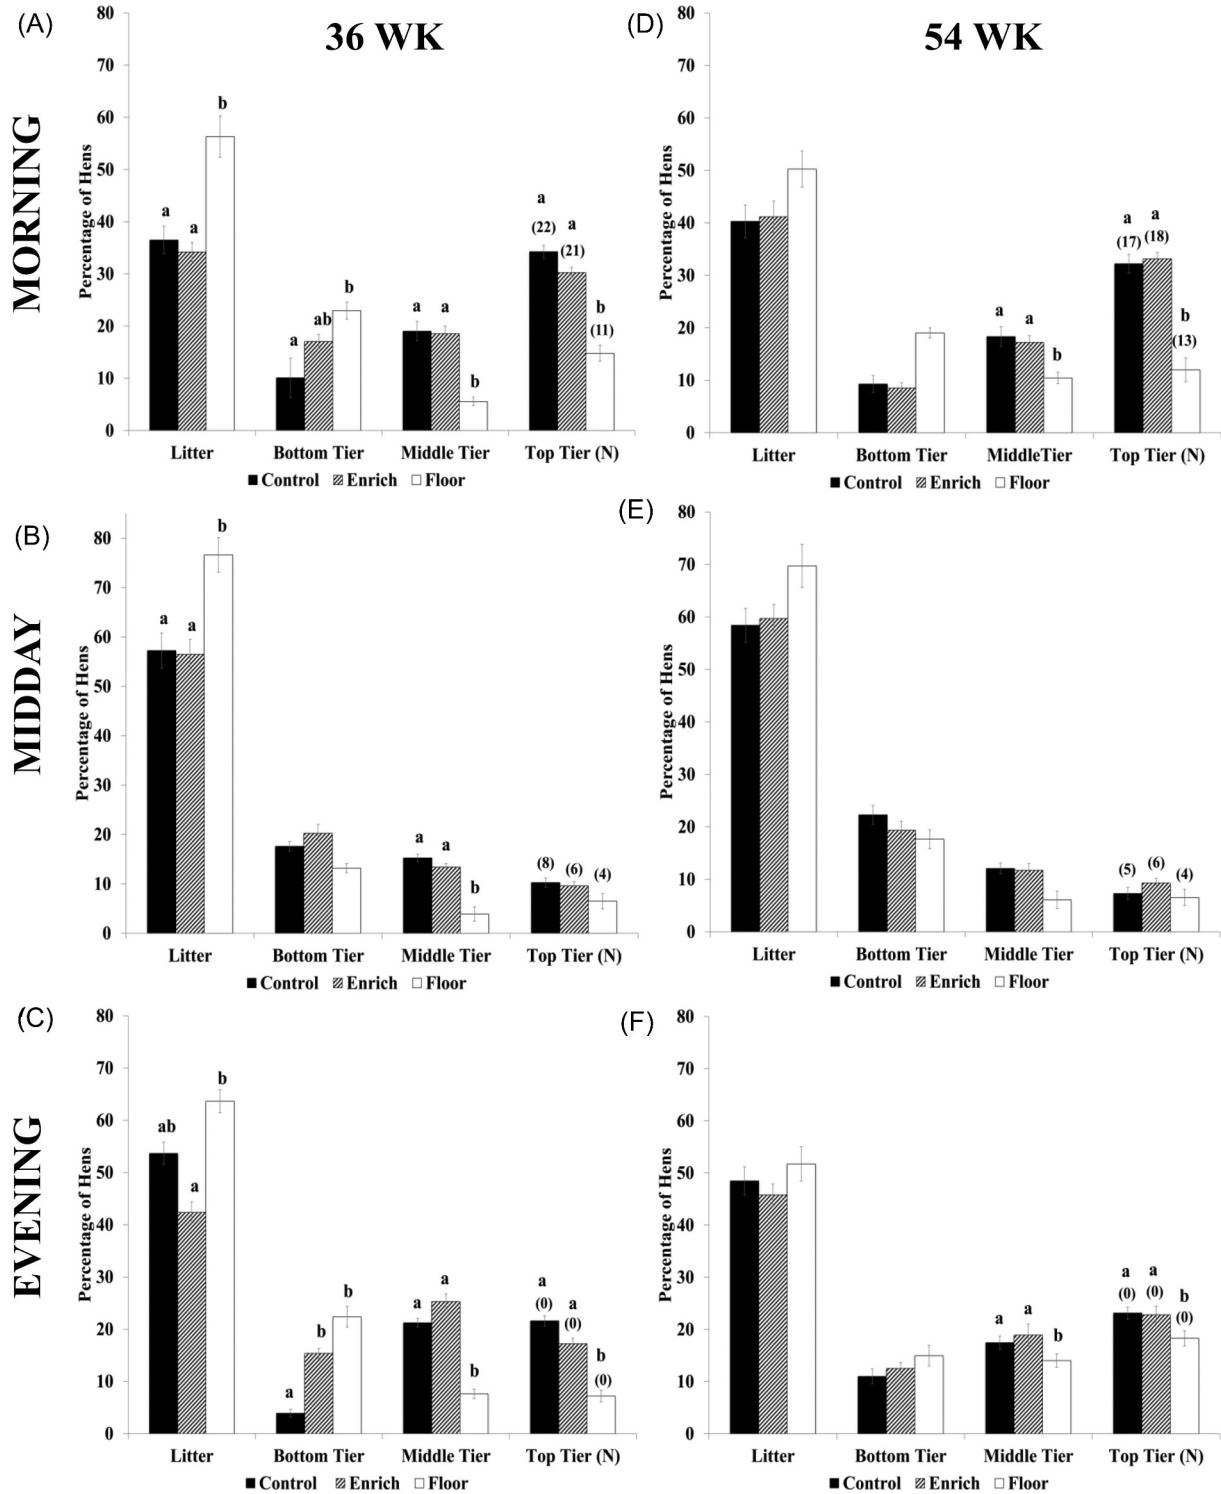 (A)
36 WK
MORNING
Percentage of Hens
80
70
60
50
40
30
20
10
0
a
a
b
a
ab
b
a
a
b
a
(22)
a
(21)
b
(11)
Litter
Bottom Tier
Middle Tier
Top Tier (N)
Control
Enrich
Floor
(D)
54 WK
Percentage of Hens
80
70
60
50
40
30
20
10
0
a
a
b
a
(17)
a
(18)
b
(13)
Litter
Bottom Tier
MiddleTier
Top Tier (N)
Control
Enrich
Floor
(B)
MIDDAY
Percentage of Hens
80
70
60
50
40
30
20
10
0
a
a
b
a
a
b
(8)
(6)
(4)
Litter
Bottom Tier
Middle Tier
Top Tier (N)
Control
Enrich
Floor
(E)
Percentage of Hens
80
70
60
50
40
30
20
10
0
(5)
(6)
(4)
Litter
Bottom Tier
Middle Tier
Top Tier (N)
Control
Enrich
Floor
(C)
EVENING
Percentage of Hens
80
70
60
50
40
30
20
10
0
ab
a
b
a
b
b
a
a
b
a
(0)
a
(0)
b
(0)
Litter
Bottom Tier
Middle Tier
Top Tier (N)
Control
Enrich
Floor
(F)
Percentage of Hens
80
70
60
50
40
30
20
10
0
a
a
b
a
(0)
a
(0)
b
(0)
Litter
Bottom Tier
Middle Tier
Top Tier (N)
Control
Enrich
Floor